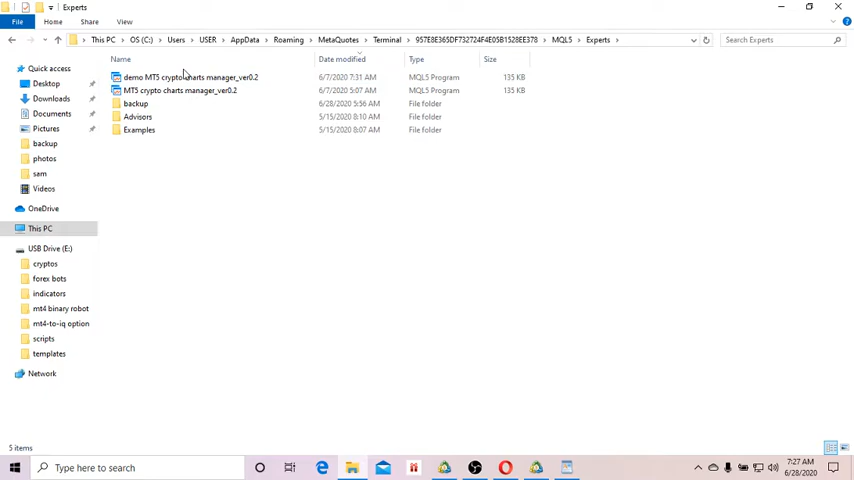 Experts
File Home Share View
This PC > OS (C:) > Users > USER > AppData > Roaming > MetaQuotes > Terminal > 957E8E365DF732724F4E05B1528EE378 > MQL5 > Experts >
Search Experts
Name Date modified Type Size
demo MT5 crypto charts manager_ver0.2 6/7/2020 7:31 AM MQL5 Program 135 KB
MT5 crypto charts manager_ver0.2 6/7/2020 5:07 AM MQL5 Program 135 KB
backup 6/28/2020 5:56 AM File folder
Advisors 5/15/2020 8:10 AM File folder
Examples 5/15/2020 8:07 AM File folder
Quick access
Desktop
Downloads
Documents
Pictures
backup
photos
sam
Videos
OneDrive
This PC
USB Drive (E:)
cryptos
forex bots
indicators
mt4 binary robot
mt4-to-iq option
scripts
templates
Network
5 items
Type here to search
7:27 AM
6/28/2020